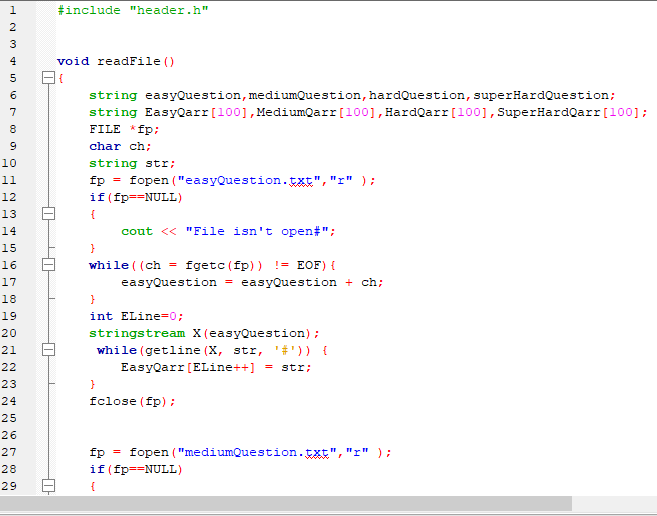 1 #include "header.h"
2
3
4 void readFile()
5 {
6 string easyQuestion,mediumQuestion,hardQuestion,superHardQuestion;
7 string EasyQarr[100],MediumQarr[100],HardQarr[100],SuperHardQarr[100];
8 FILE *fp;
9 char ch;
10 string str;
11 fp = fopen("easyQuestion.txt","r" );
12 if(fp==NULL)
13 {
14 cout << "File isn't open#";
15 }
16 while((ch = fgetc(fp)) != EOF){
17 easyQuestion = easyQuestion + ch;
18 }
19 int ELine=0;
20 stringstream X(easyQuestion);
21 while(getline(X, str, '#')) {
22 EasyQarr[ELine++] = str;
23 }
24 fclose(fp);
25
26
27 fp = fopen("mediumQuestion.txt","r" );
28 if(fp==NULL)
29 {